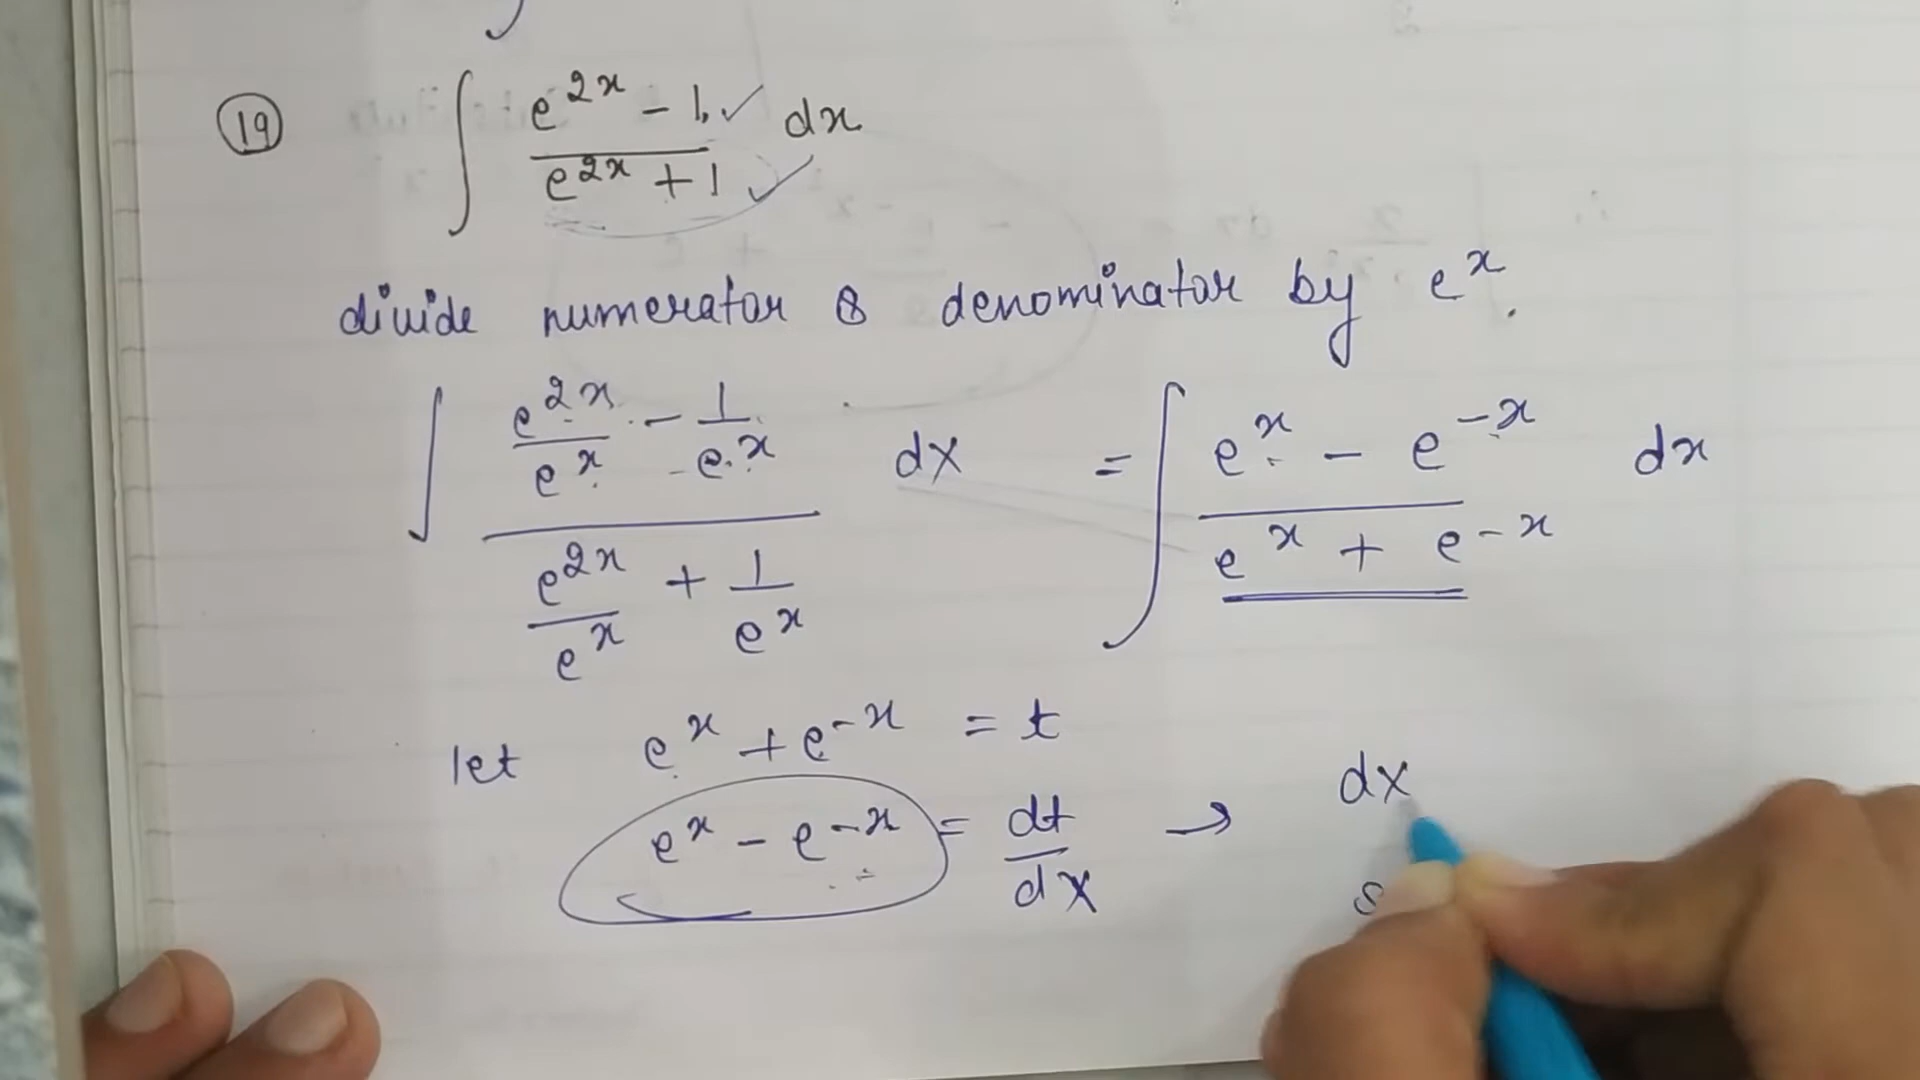 19 ∫ (e^{2x} - 1)/(e^{2x} + 1) dx
divide numerator & denominator by e^x.
∫ (e^{2x}/e^x - 1/e^x)/(e^{2x}/e^x + 1/e^x) dx = ∫ (e^x - e^{-x})/(e^x + e^{-x}) dx
let e^x + e^{-x} = t
e^x - e^{-x} = dt/dx → dx